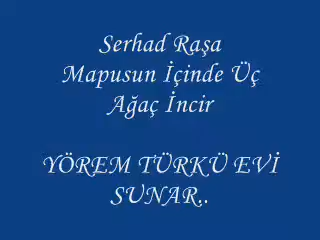 Serhad Raşa
Mapusun İçinde Üç
Ağaç İncir
YÖREM TÜRKÜ EVİ
SUNAR..